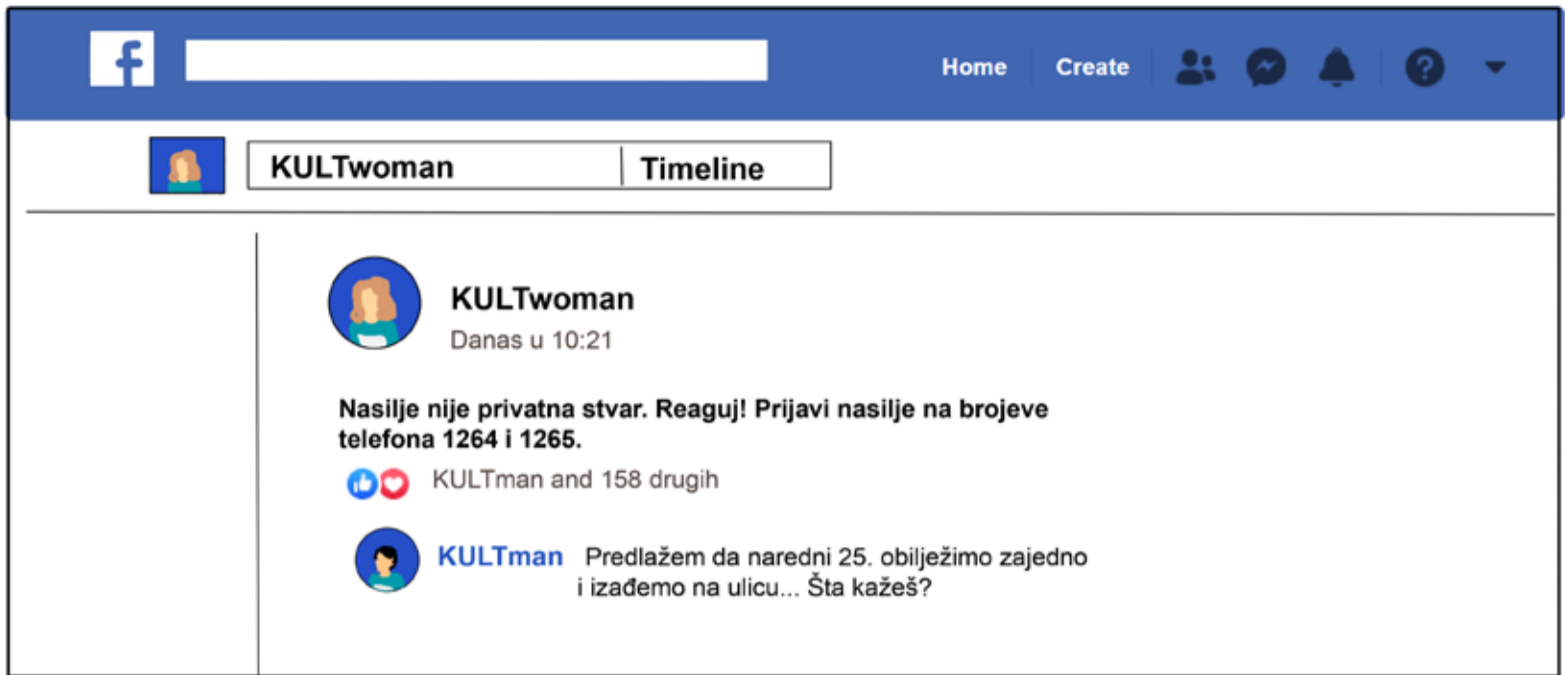 f
Home Create ?
KULTwoman Timeline
KULTwoman
Danas u 10:21
Nasilje nije privatna stvar. Reaguj! Prijavi nasilje na brojeve
telefona 1264 i 1265.
KULTman and 158 drugih
KULTman Predlažem da naredni 25. obilježimo zajedno
i izađemo na ulicu... Šta kažeš?